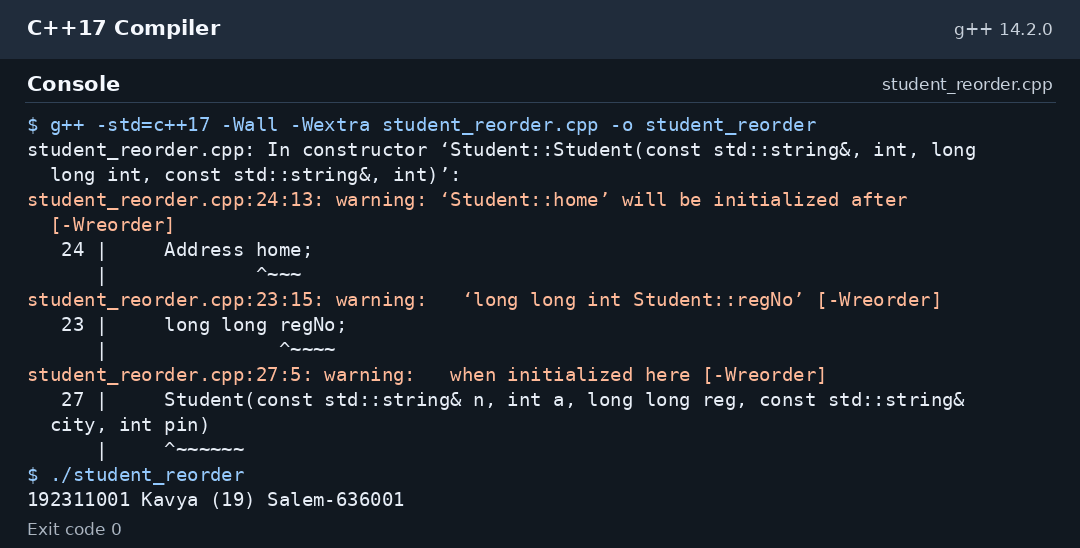 C++17 Compiler
g++ 14.2.0
Console
student_reorder.cpp
$ g++ -std=c++17 -Wall -Wextra student_reorder.cpp -o student_reorder
student_reorder.cpp: In constructor ‘Student::Student(const std::string&, int, long
  long int, const std::string&, int)’:
student_reorder.cpp:24:13: warning: ‘Student::home’ will be initialized after
  [-Wreorder]
   24 |     Address home;
      |             ^~~~
student_reorder.cpp:23:15: warning:   ‘long long int Student::regNo’ [-Wreorder]
   23 |     long long regNo;
      |               ^~~~~
student_reorder.cpp:27:5: warning:   when initialized here [-Wreorder]
   27 |     Student(const std::string& n, int a, long long reg, const std::string&
  city, int pin)
      |     ^~~~~~~
$ ./student_reorder
192311001 Kavya (19) Salem-636001
Exit code 0